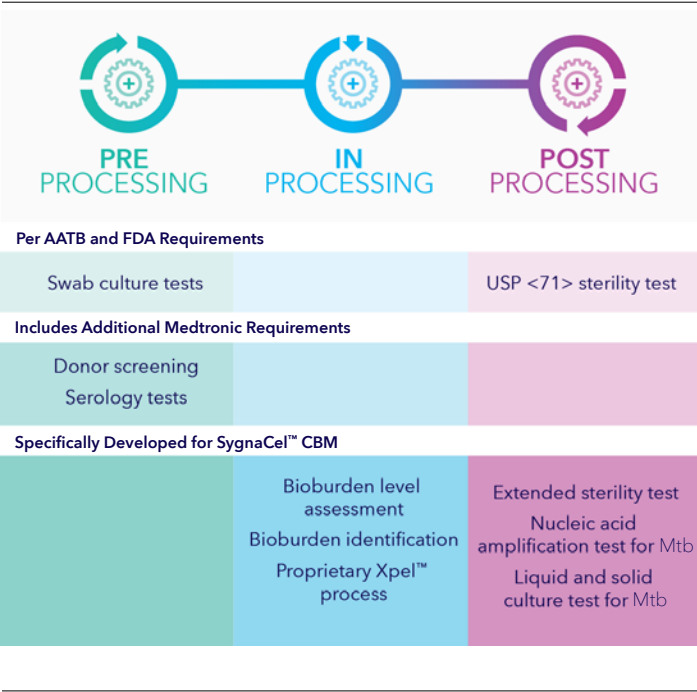 PRE
PROCESSING
IN
PROCESSING
POST
PROCESSING
Per AATB and FDA Requirements
Swab culture tests
USP <71> sterility test
Includes Additional Medtronic Requirements
Donor screening
Serology tests
Specifically Developed for SygnaCel™ CBM
Bioburden level
assessment
Bioburden identification
Proprietary Xpel™
process
Extended sterility test
Nucleic acid
amplification test for Mtb
Liquid and solid
culture test for Mtb